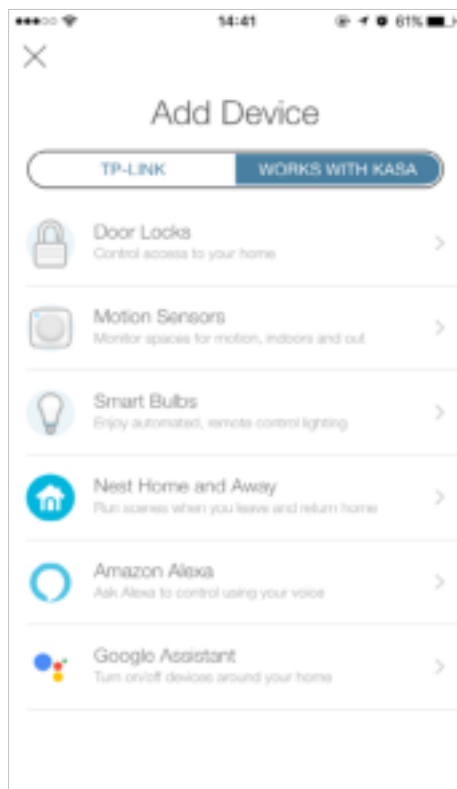 14:41
61%
Add Device
TP-LINK
WORKS WITH KASA
Door Locks
Control access to your home
Motion Sensors
Monitor spaces for motion, indoors and out
Smart Bulbs
Enjoy automated, remote control lighting
Nest Home and Away
Run scenes when you leave and return home
Amazon Alexa
Ask Alexa to control using your voice
Google Assistant
Turn on/off devices around your home